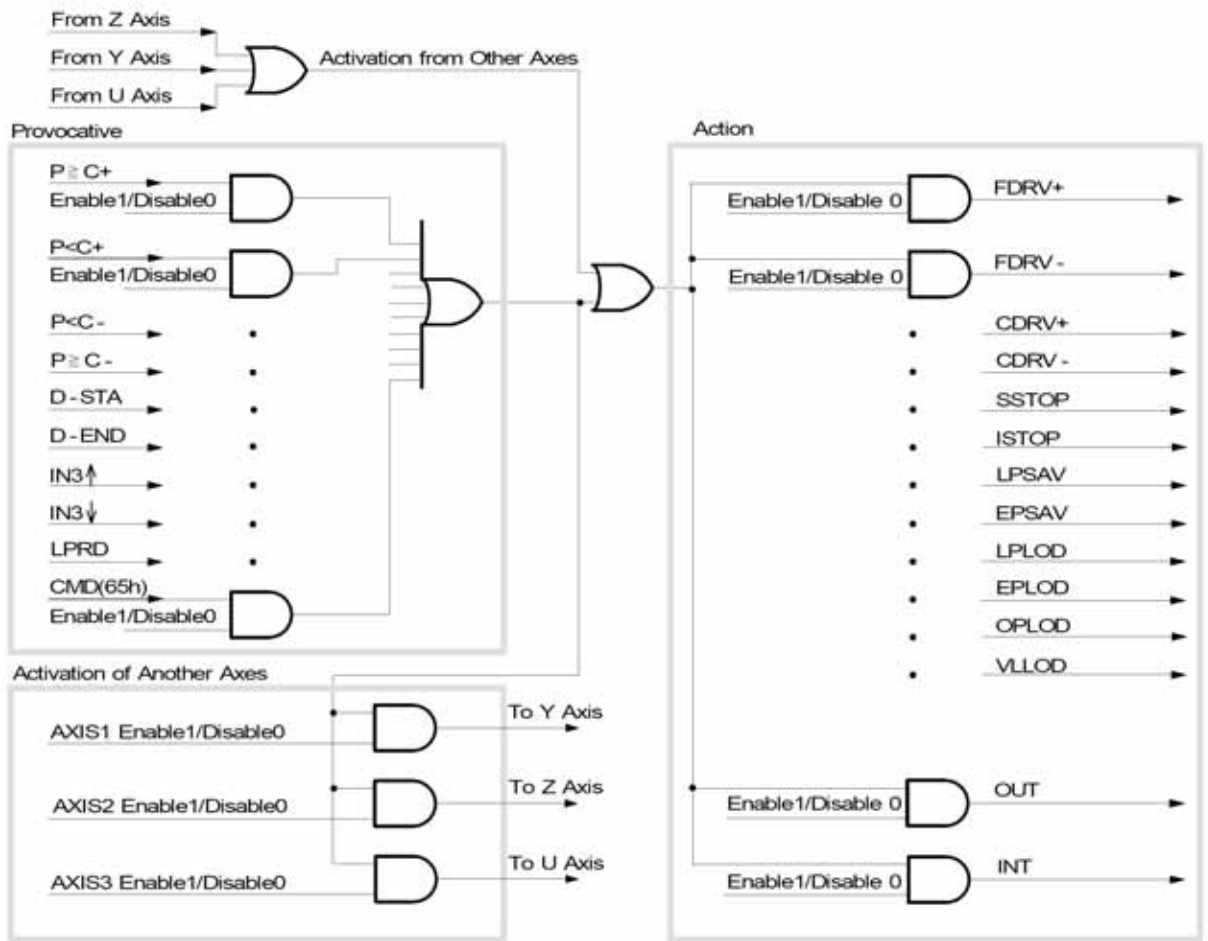 From Z Axis
From Y Axis
From U Axis
Activation from Other Axes
Provocative
P≧C+
Enable1/Disable0
P<C+
Enable1/Disable0
P<C-
P≧C-
D-STA
D-END
IN3↑
IN3↓
LPRD
CMD(65h)
Enable1/Disable0
Activation of Another Axes
AXIS1 Enable1/Disable0
To Y Axis
AXIS2 Enable1/Disable0
To Z Axis
AXIS3 Enable1/Disable0
To U Axis
Action
Enable1/Disable 0
FDRV+
Enable1/Disable 0
FDRV-
CDRV+
CDRV-
SSTOP
ISTOP
LPSAV
EPSAV
LPLOD
EPLOD
OPLOD
VLLOD
Enable1/Disable 0
OUT
Enable1/Disable 0
INT